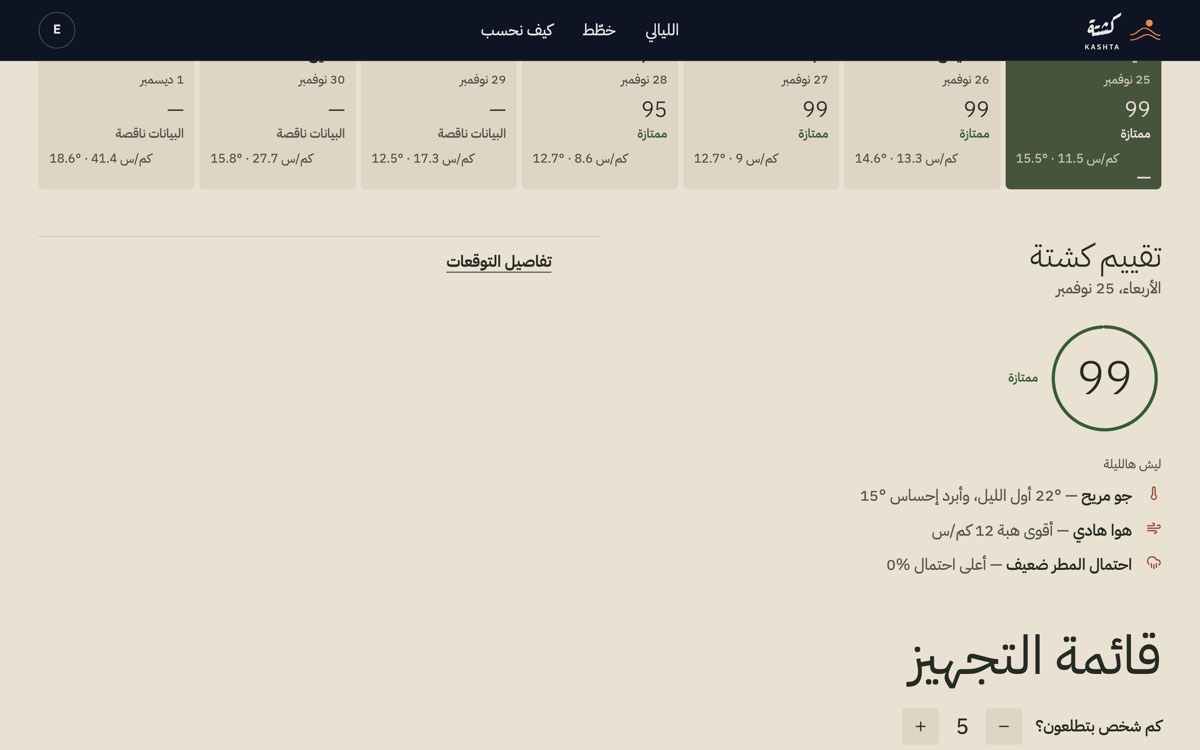 كشتة
KASHTA
الليالي
خطّط
كيف نحسب
E
25 نوفمبر
99
ممتازة
15.5° · 11.5 كم/س
—
26 نوفمبر
99
ممتازة
14.6° · 13.3 كم/س
27 نوفمبر
99
ممتازة
12.7° · 9 كم/س
28 نوفمبر
95
ممتازة
12.7° · 8.6 كم/س
29 نوفمبر
—
البيانات ناقصة
12.5° · 17.3 كم/س
30 نوفمبر
—
البيانات ناقصة
15.8° · 27.7 كم/س
1 ديسمبر
—
البيانات ناقصة
18.6° · 41.4 كم/س
تقييم كشتة
الأربعاء، 25 نوفمبر
99
ممتازة
ليش هالليلة
جو مريح — 22° أول الليل، وأبرد إحساس 15°
هوا هادي — أقوى هبة 12 كم/س
احتمال المطر ضعيف — أعلى احتمال 0%
تفاصيل التوقعات
قائمة التجهيز
كم شخص بتطلعون؟
− 5 +